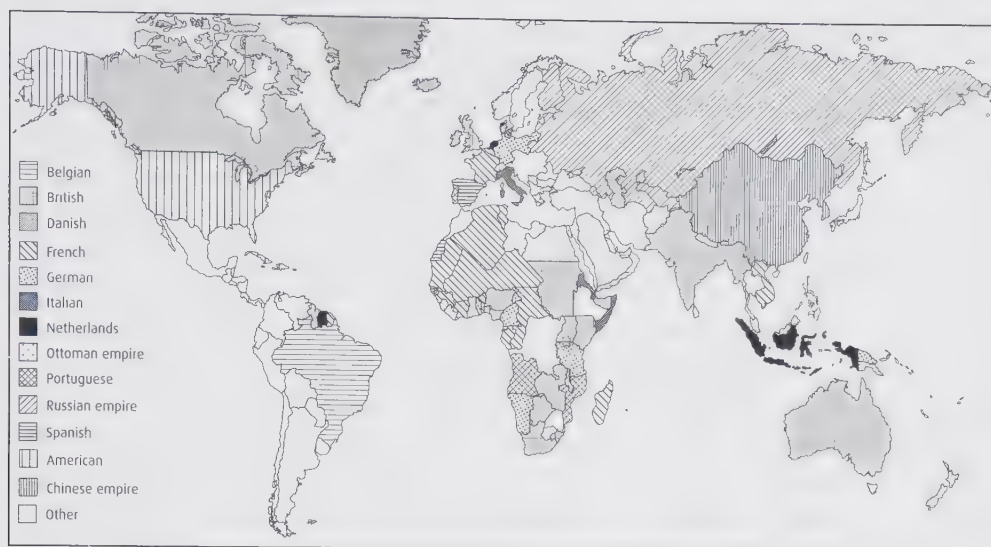 Belgian
British
Danish
French
German
Italian
Netherlands
Ottoman empire
Portuguese
Russian empire
Spanish
American
Chinese empire
Other